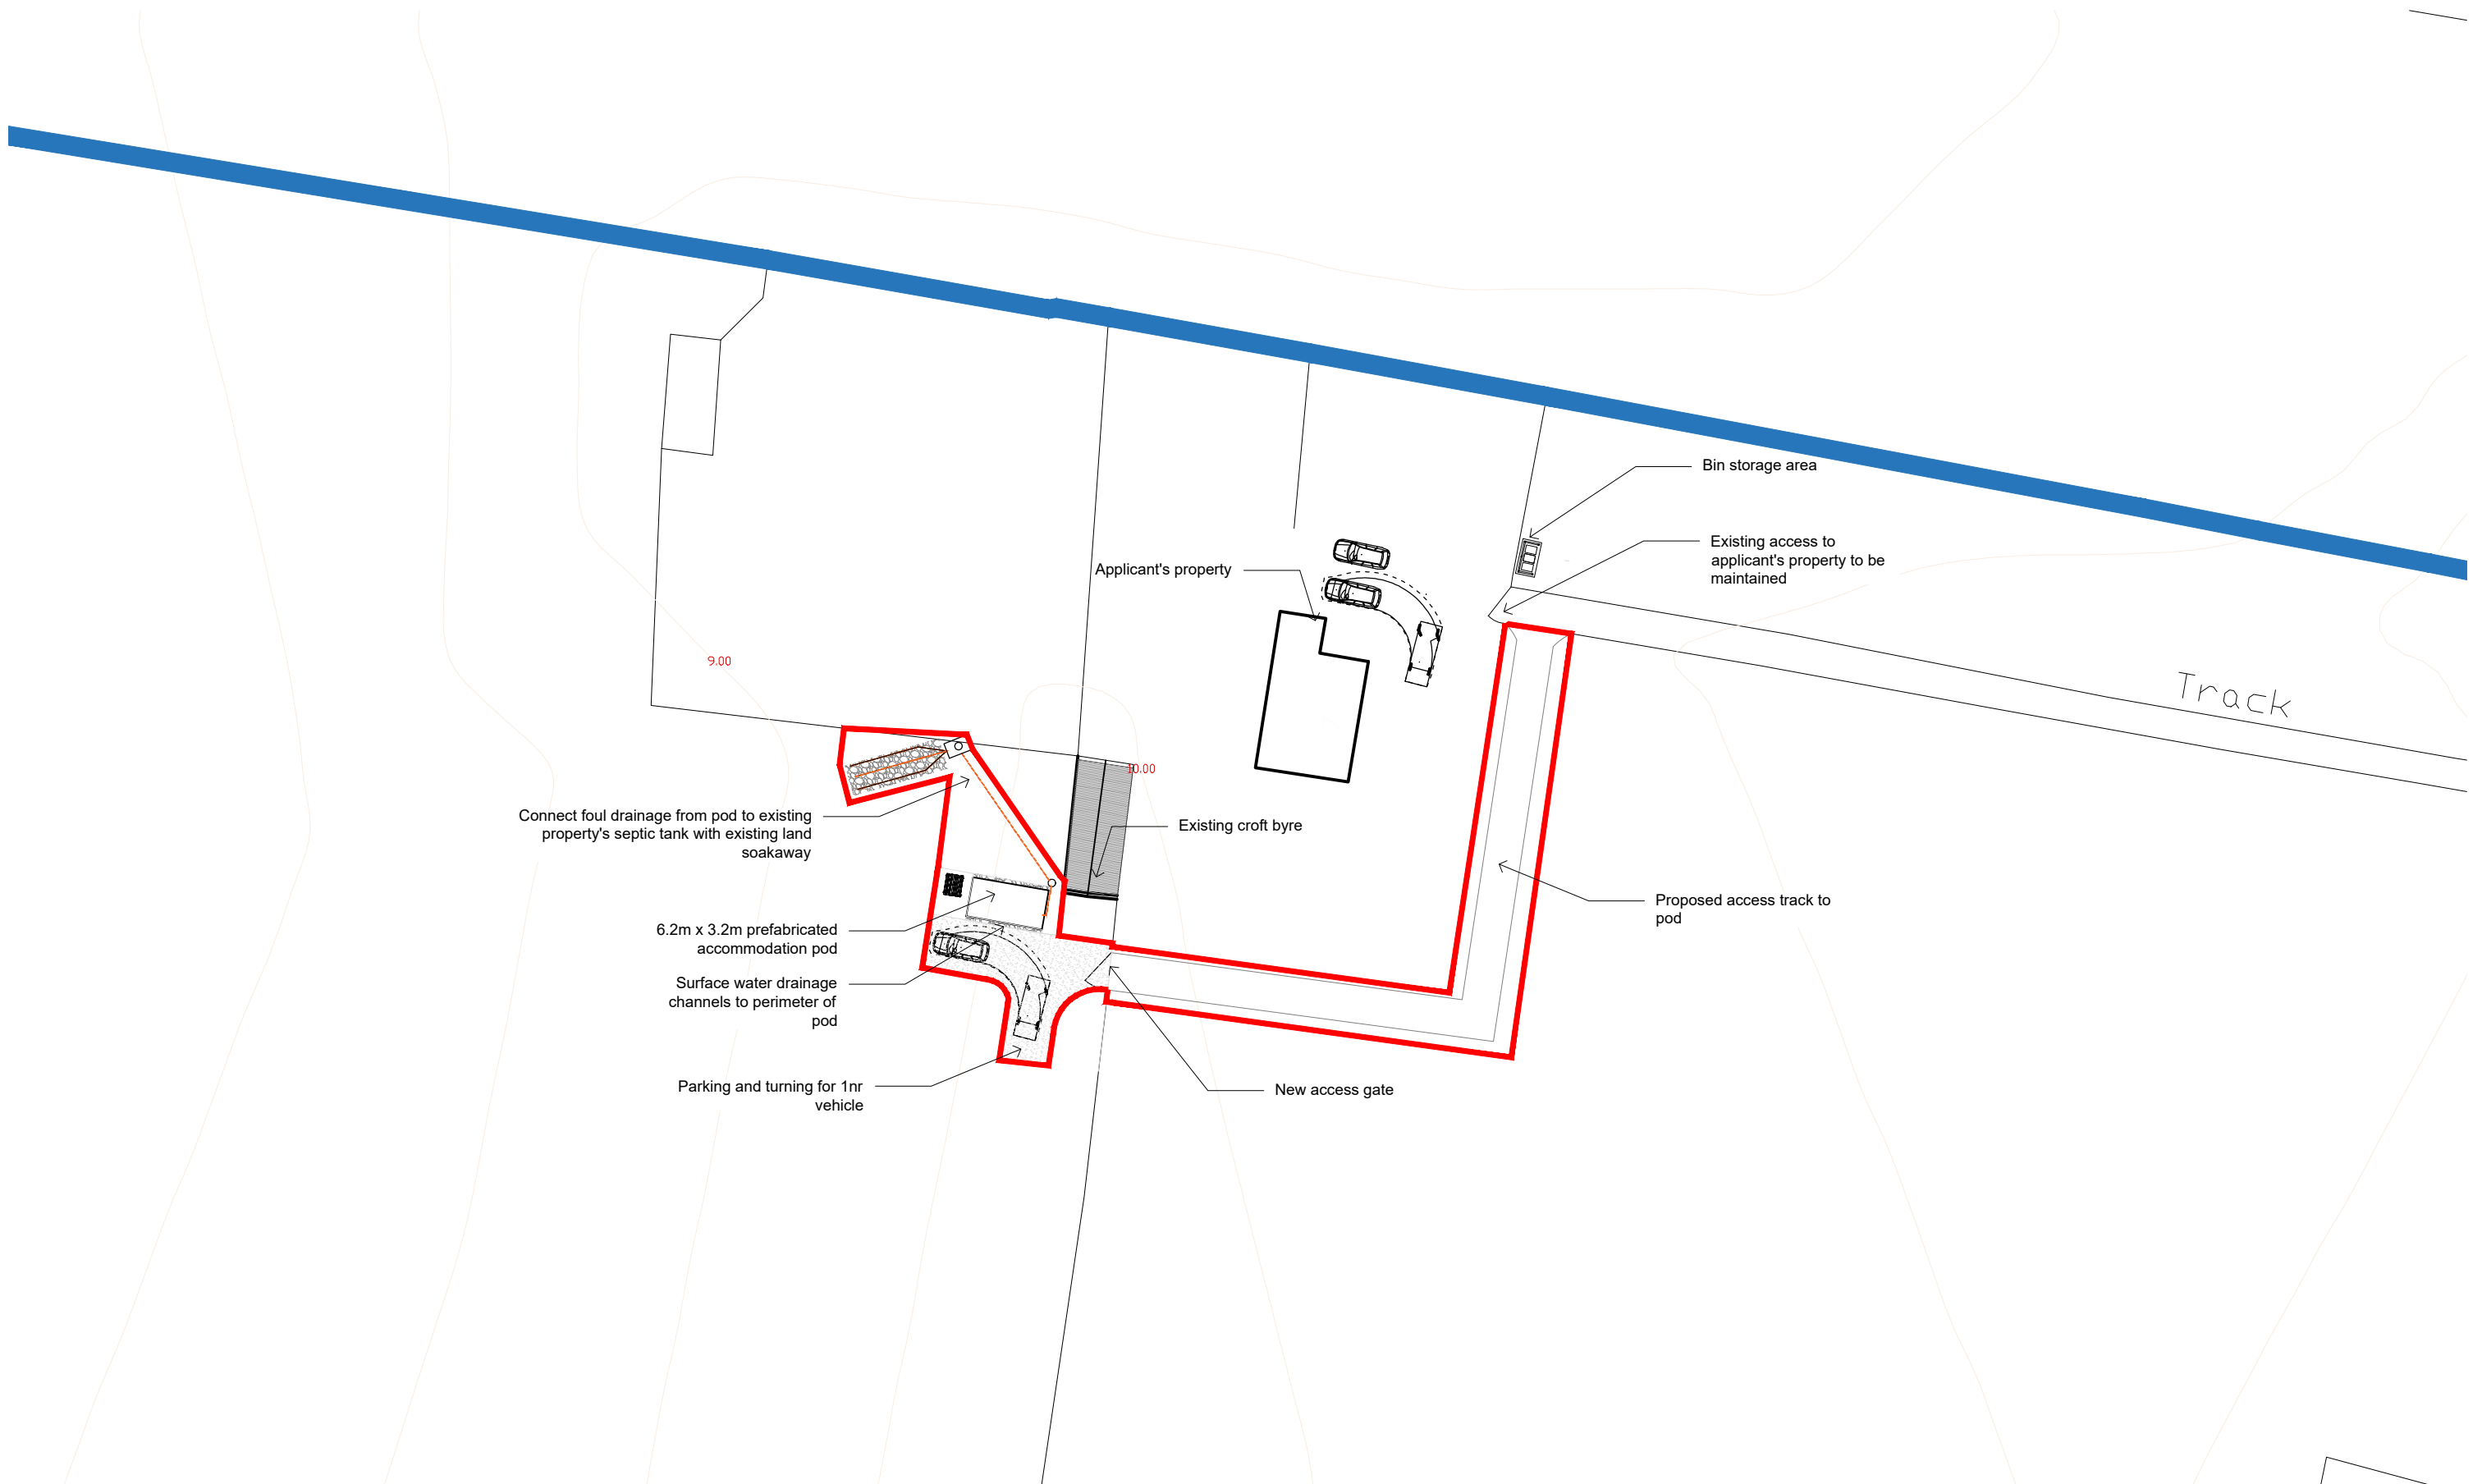 Bin storage area
Existing access to
applicant's property to be
maintained
Applicant's property
9.00
Track
10.00
Connect foul drainage from pod to existing
property's septic tank with existing land
soakaway
Existing croft byre
Proposed access track to
pod
6.2m x 3.2m prefabricated
accommodation pod
Surface water drainage
channels to perimeter of
pod
Parking and turning for 1nr
vehicle
New access gate